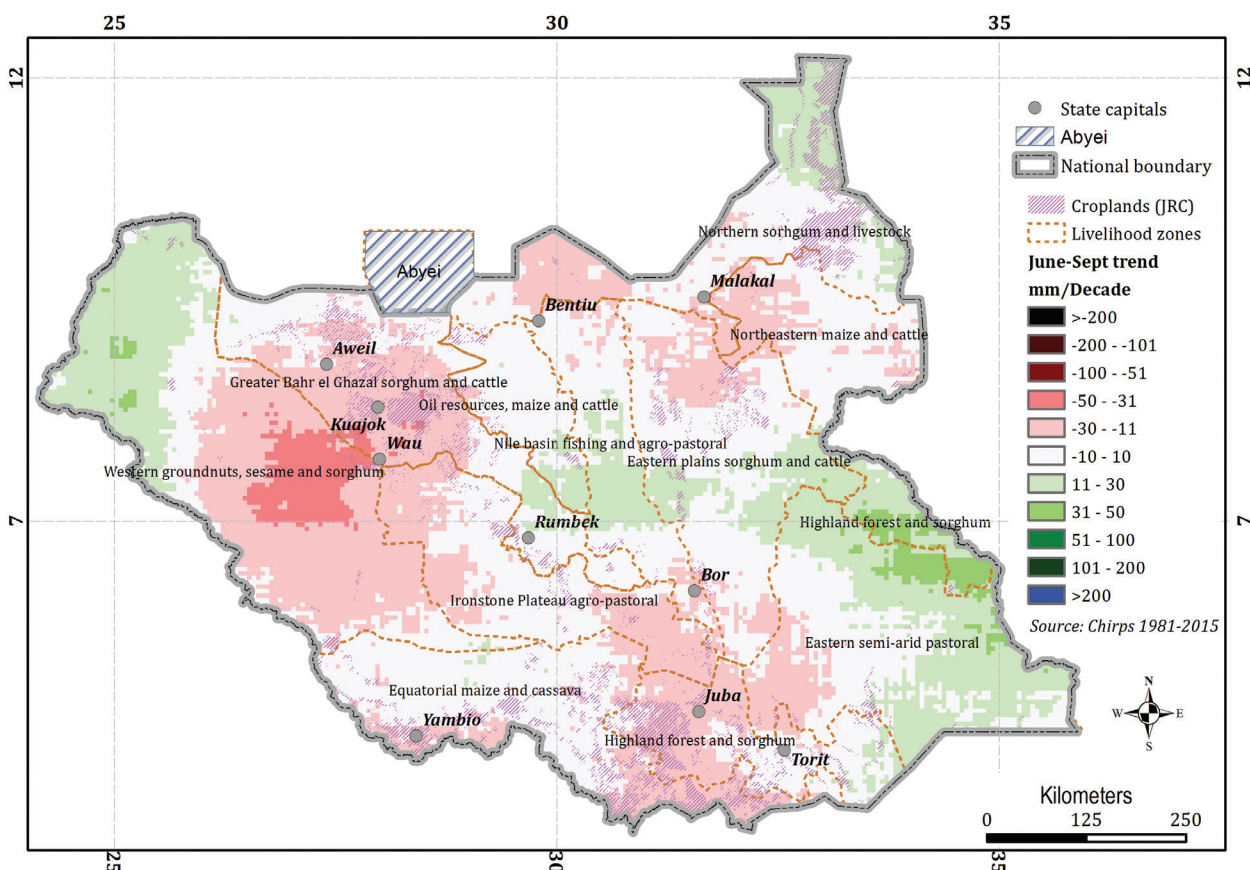 25 30 35
12 12
State capitals
Abyei
National boundary
Croplands (JRC)
Livelihood zones
June-Sept trend
mm/Decade
>-200
-200 - -101
-100 - -51
-50 - -31
-30 - -11
-10 - 10
11 - 30
31 - 50
51 - 100
101 - 200
>200
Source: Chirps 1981-2015
Northern sorhgum and livestock
Abyei
Malakal
Bentiu
Northeastern maize and cattle
Aweil
Greater Bahr el Ghazal sorghum and cattle
Oil resources, maize and cattle
Kuajok
Wau
Nile basin fishing and agro-pastoral
Eastern plains sorghum and cattle
Western groundnuts, sesame and sorghum
7 7
Highland forest and sorghum
Rumbek
Bor
Ironstone Plateau agro-pastoral
Eastern semi-arid pastoral
Equatorial maize and cassava
Juba
Yambio
Highland forest and sorghum
Torit
N
W E
S
Kilometers
0 125 250
25 30 35